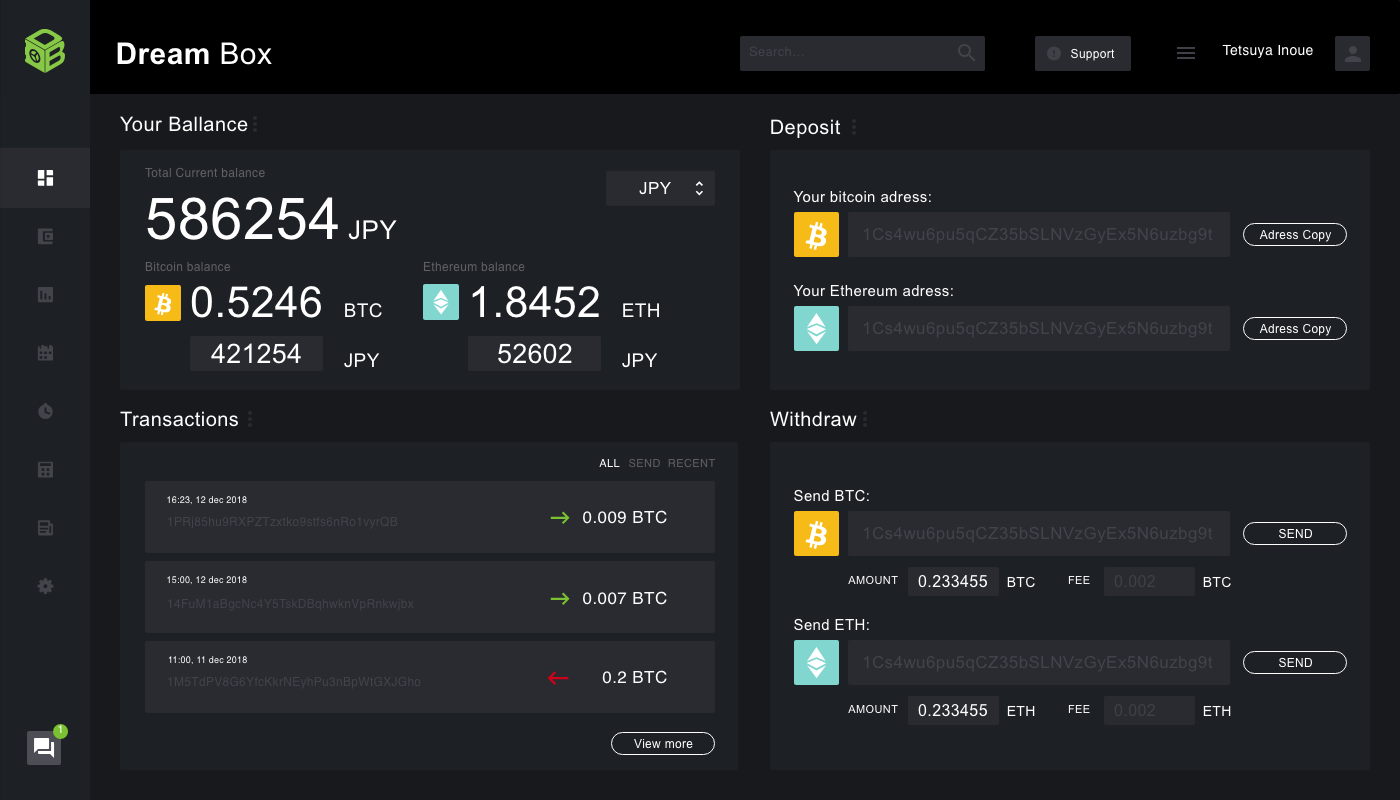 Dream Box
Search...
Support
Tetsuya Inoue
Your Ballance
Total Current balance
JPY
586254 JPY
Bitcoin balance
0.5246 BTC
421254 JPY
Ethereum balance
1.8452 ETH
52602 JPY
Deposit
Your bitcoin adress:
1Cs4wu6pu5qCZ35bSLNVzGyEx5N6uzbg9t
Adress Copy
Your Ethereum adress:
1Cs4wu6pu5qCZ35bSLNVzGyEx5N6uzbg9t
Adress Copy
Transactions
ALL SEND RECENT
16:23, 12 dec 2018
1PRj85hu9RXPZTzxtko9stfs6nRo1vyrQB
0.009 BTC
15:00, 12 dec 2018
14FuM1aBgcNc4Y5TskDBqhwknVpRnkwjbx
0.007 BTC
11:00, 11 dec 2018
1M5TdPV8G6YfcKkrNEyhPu3nBpWtGXJGho
0.2 BTC
View more
Withdraw
Send BTC:
1Cs4wu6pu5qCZ35bSLNVzGyEx5N6uzbg9t
SEND
AMOUNT 0.233455 BTC FEE 0.002 BTC
Send ETH:
1Cs4wu6pu5qCZ35bSLNVzGyEx5N6uzbg9t
SEND
AMOUNT 0.233455 ETH FEE 0.002 ETH
1